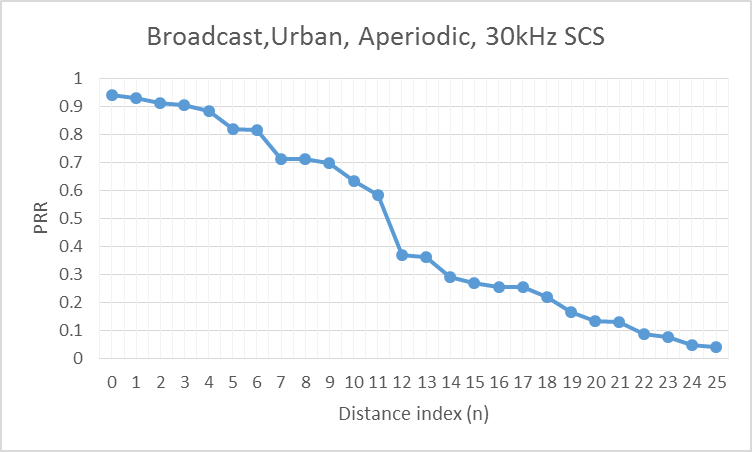 Broadcast,Urban, Aperiodic, 30kHz SCS
1
0.9
0.8
0.7
0.6
0.5
0.4
0.3
0.2
0.1
0
PRR
0 1 2 3 4 5 6 7 8 9 10 11 12 13 14 15 16 17 18 19 20 21 22 23 24 25
Distance index (n)